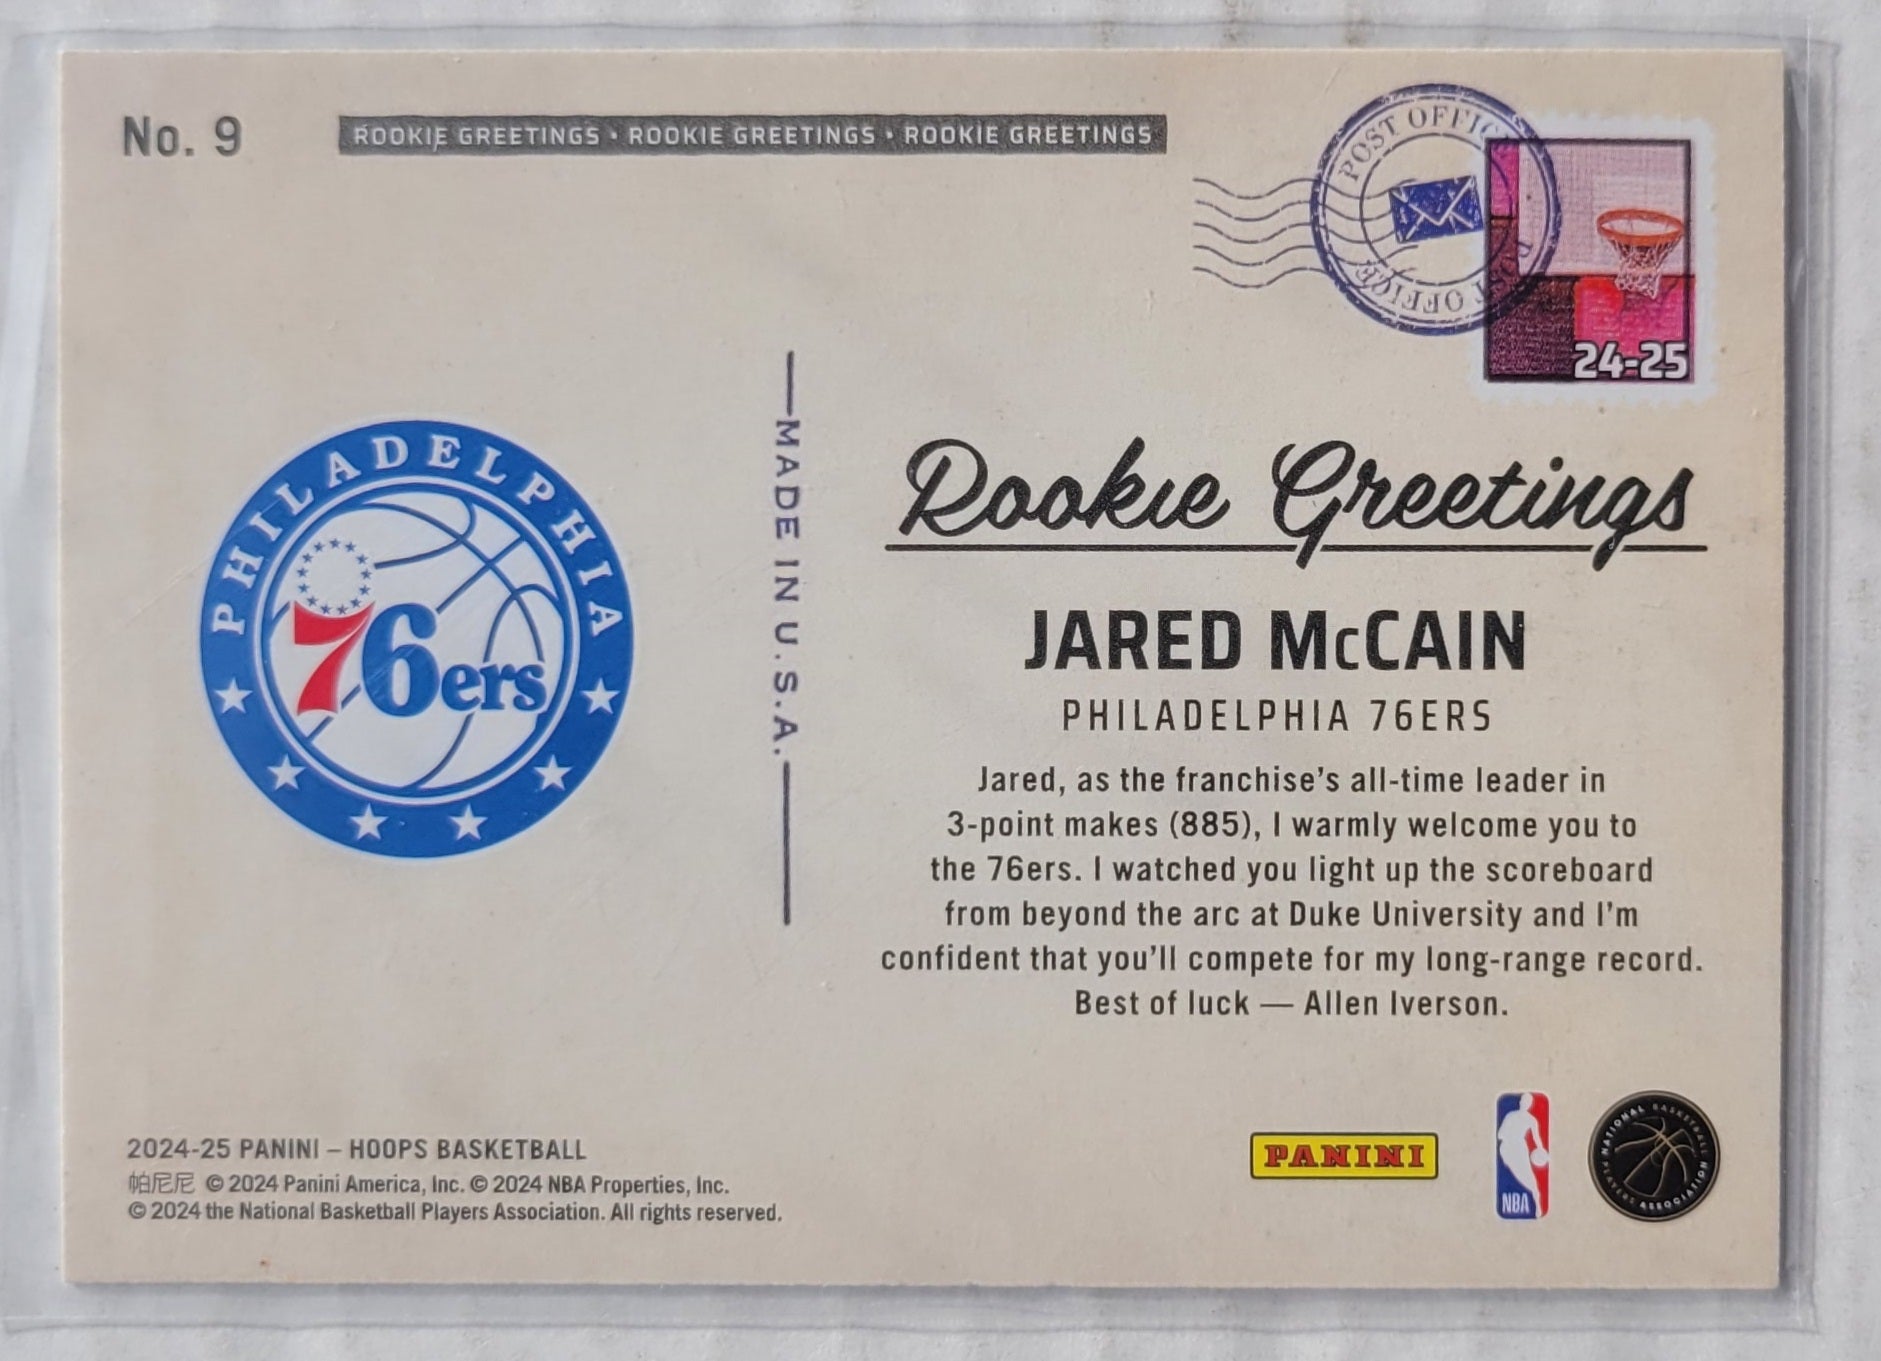 No. 9
ROOKIE GREETINGS • ROOKIE GREETINGS • ROOKIE GREETINGS
POST OFFICE
POST OFFICE
24-25
PHILADELPHIA
76ers
MADE IN U.S.A.
Rookie Greetings
JARED McCAIN
PHILADELPHIA 76ERS
Jared, as the franchise's all-time leader in
3-point makes (885), I warmly welcome you to
the 76ers. I watched you light up the scoreboard
from beyond the arc at Duke University and I'm
confident that you'll compete for my long-range record.
Best of luck — Allen Iverson.
2024-25 PANINI – HOOPS BASKETBALL
帕尼尼 © 2024 Panini America, Inc. © 2024 NBA Properties, Inc.
© 2024 the National Basketball Players Association. All rights reserved.
PANINI
NBA
NATIONAL BASKETBALL
PLAYERS ASSOCIATION